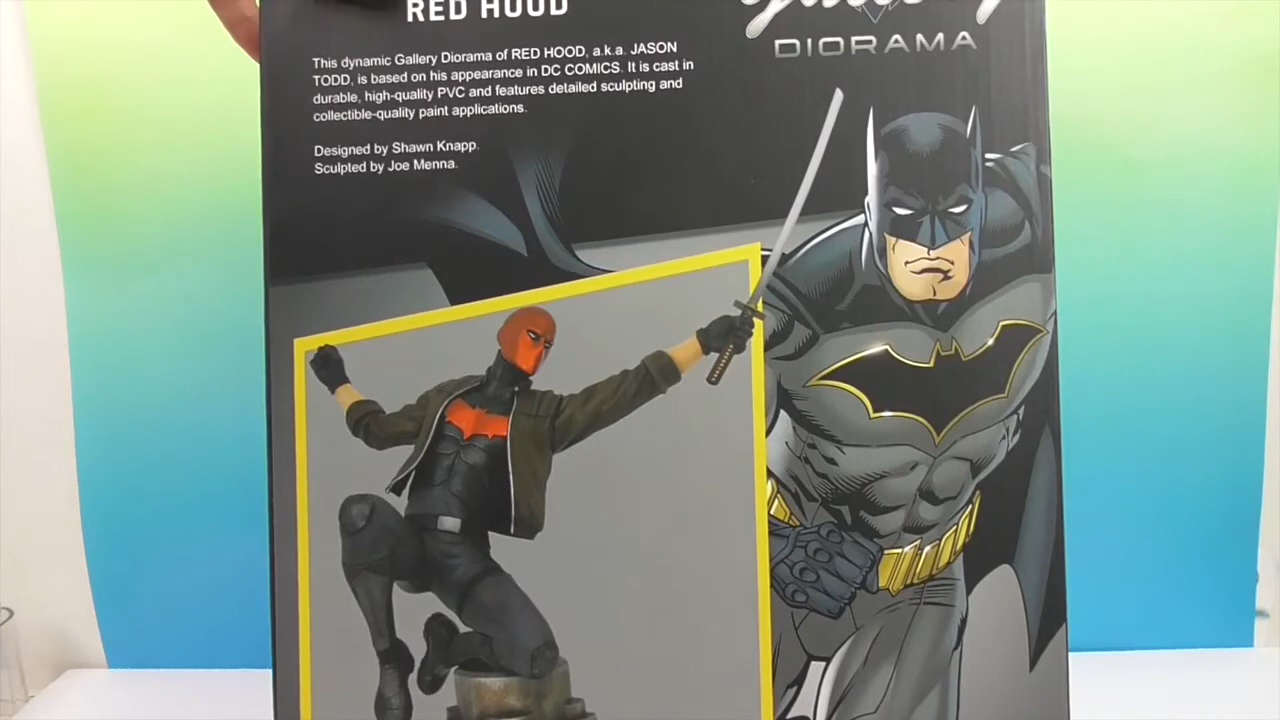 RED HOOD
This dynamic Gallery Diorama of RED HOOD, a.k.a. JASON
TODD, is based on his appearance in DC COMICS. It is cast in
durable, high-quality PVC and features detailed sculpting and
collectible-quality paint applications.
Designed by Shawn Knapp.
Sculpted by Joe Menna.
DIORAMA